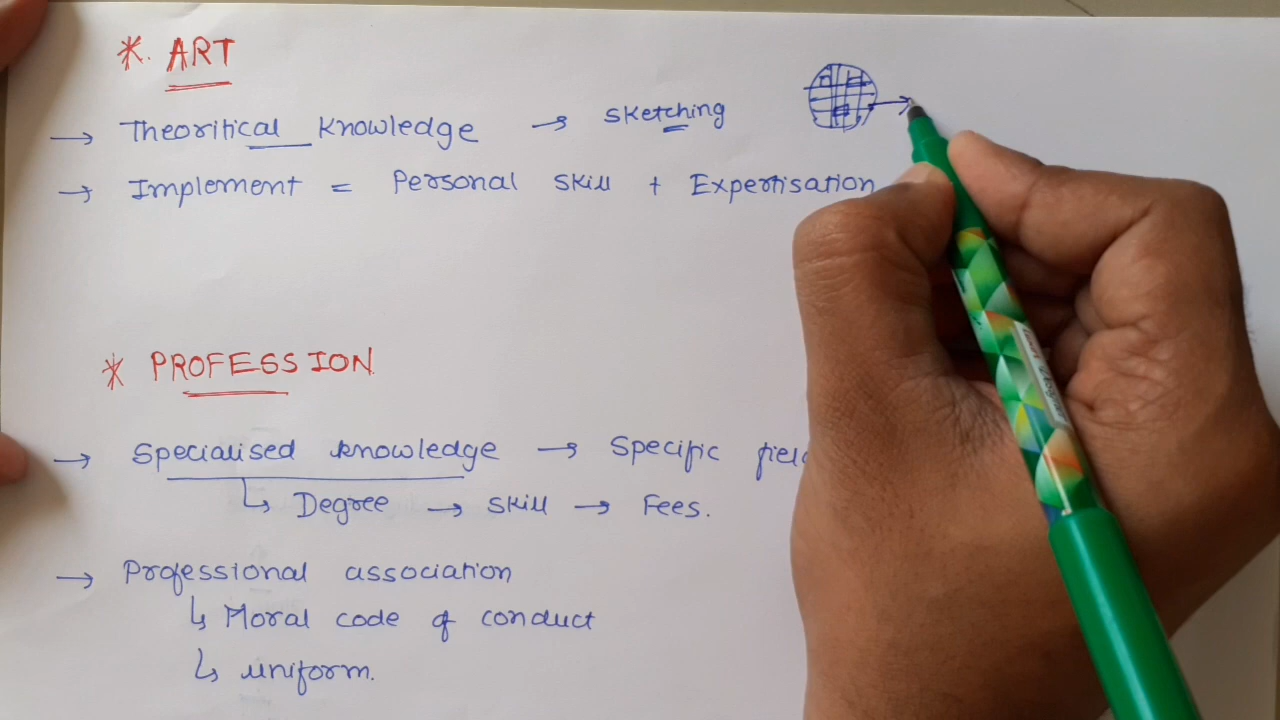 * ART
→ Theoritical knowledge → sketching
→ Implement = Personal skill + Expertisation
* PROFESSION
→ Specialised knowledge → Specific
↳ Degree → skill → Fees.
→ Professional association
↳ Moral code of conduct
↳ uniform.